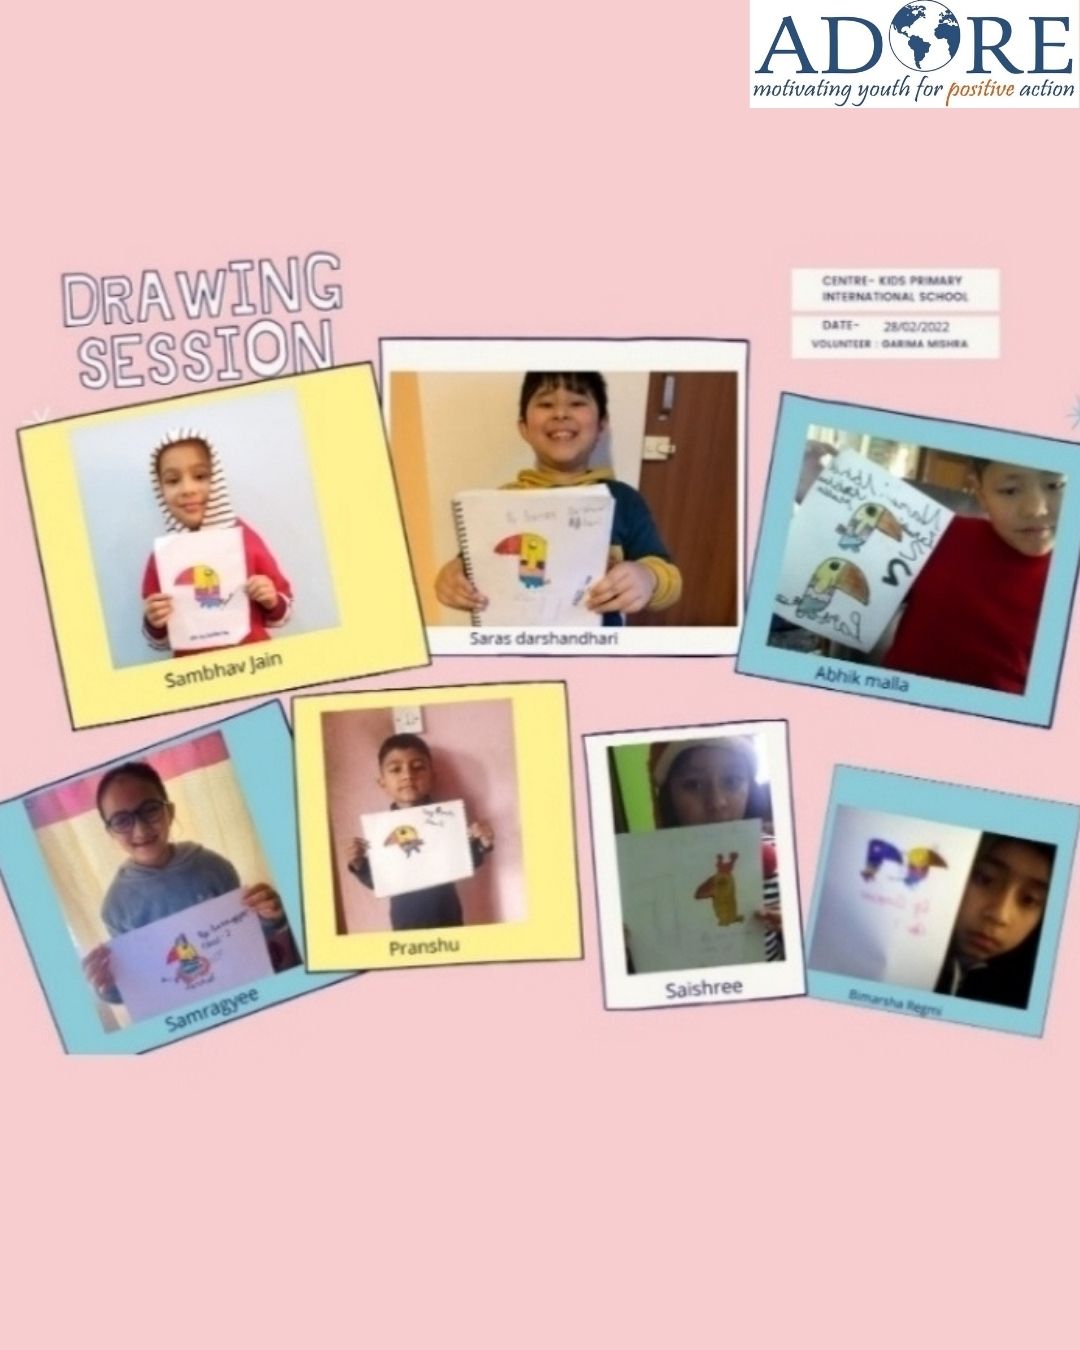 ADORE
motivating youth for positive action
DRAWING
SESSION
CENTRE- KIDS PRIMARY
INTERNATIONAL SCHOOL
DATE- 28/02/2022
VOLUNTEER : GARIMA MISHRA
Sambhav Jain
Saras darshandhari
Abhik malla
Samragyee
Pranshu
Saishree
Bimarsha Regmi